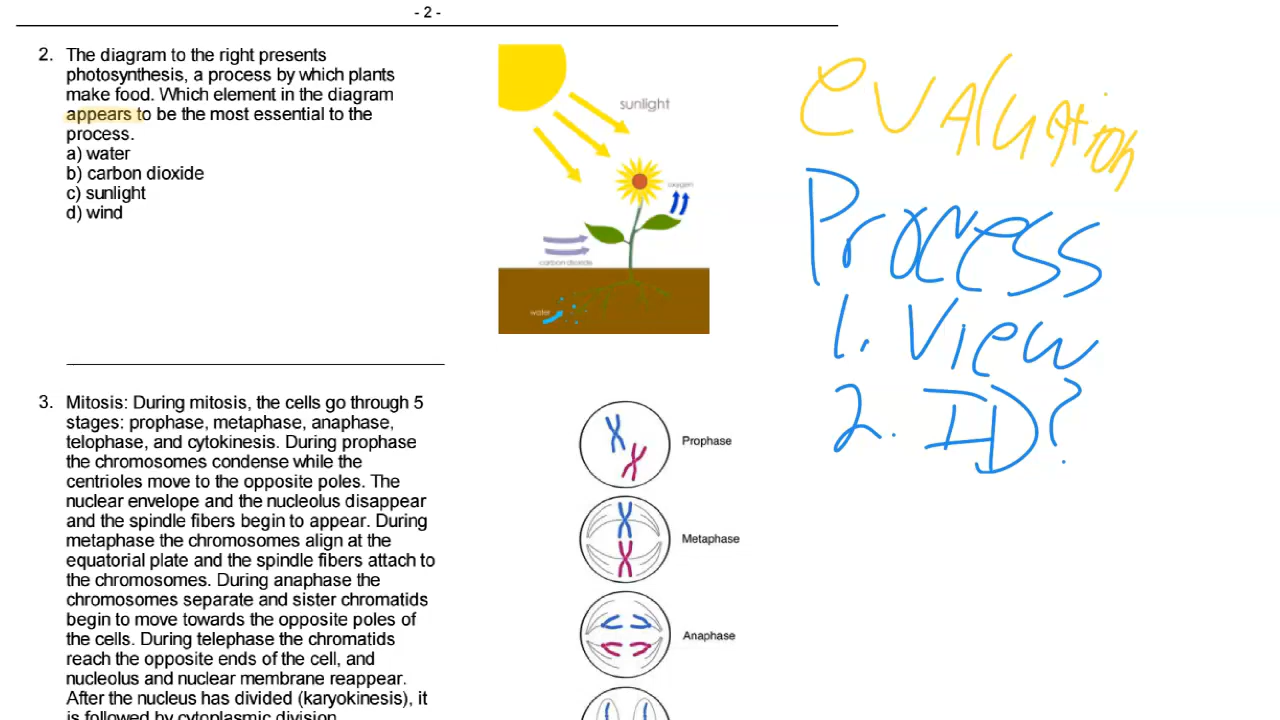 - 2 -
2. The diagram to the right presents
photosynthesis, a process by which plants
make food. Which element in the diagram
appears to be the most essential to the
process.
a) water
b) carbon dioxide
c) sunlight
d) wind
sunlight
oxygen
carbon dioxide
water
evaluation
Process
1. View
2. ID?
3. Mitosis: During mitosis, the cells go through 5
stages: prophase, metaphase, anaphase,
telophase, and cytokinesis. During prophase
the chromosomes condense while the
centrioles move to the opposite poles. The
nuclear envelope and the nucleolus disappear
and the spindle fibers begin to appear. During
metaphase the chromosomes align at the
equatorial plate and the spindle fibers attach to
the chromosomes. During anaphase the
chromosomes separate and sister chromatids
begin to move towards the opposite poles of
the cells. During telephase the chromatids
reach the opposite ends of the cell, and
nucleolus and nuclear membrane reappear.
After the nucleus has divided (karyokinesis), it
is followed by cytoplasmic division
Prophase
Metaphase
Anaphase